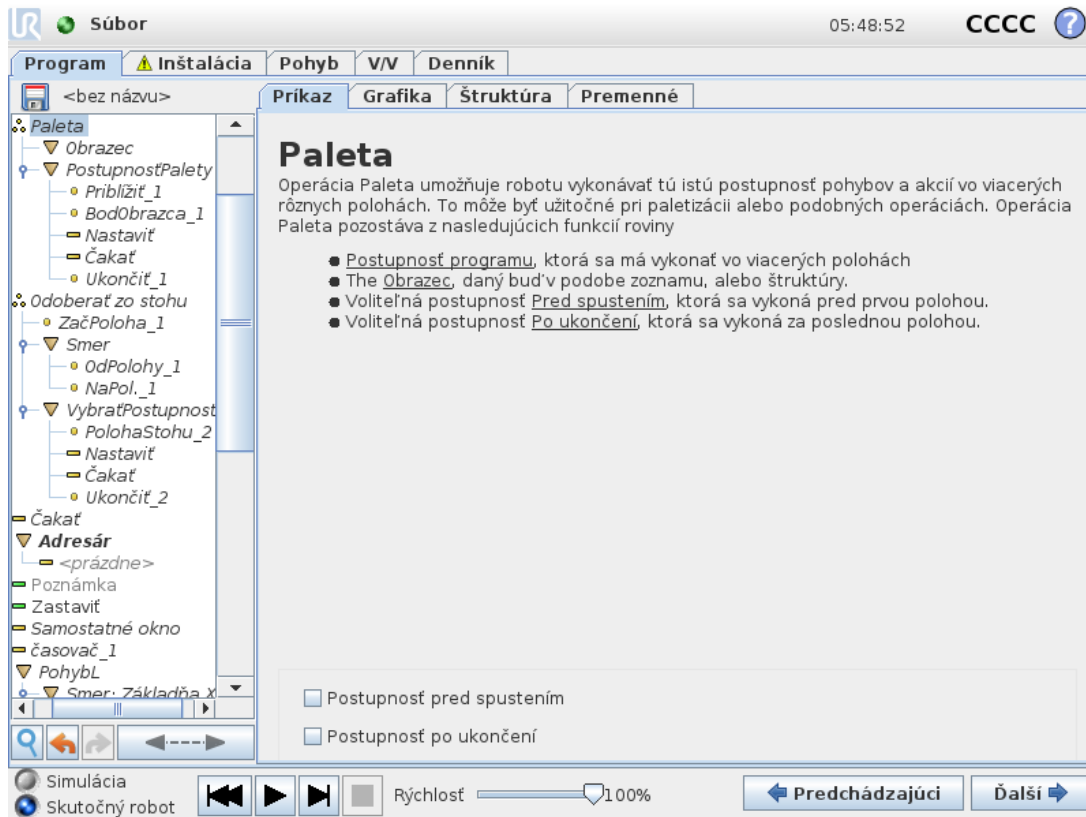 UR Súbor 05:48:52 CCCC ?
Program Inštalácia Pohyb V/V Denník
<bez názvu> Príkaz Grafika Štruktúra Premenné
Paleta
Obrazec
PostupnosťPalety
Priblížiť_1
BodObrazca_1
Nastaviť
Čakať
Ukončiť_1
Odoberať zo stohu
ZačPoloha_1
Smer
OdPolohy_1
NaPol._1
VybraťPostupnost
PolohaStohu_2
Nastaviť
Čakať
Ukončiť_2
Čakať
Adresár
<prázdne>
Poznámka
Zastaviť
Samostatné okno
časovač_1
PohybL
Smer: Základňa X
Paleta
Operácia Paleta umožňuje robotu vykonávať tú istú postupnosť pohybov a akcií vo viacerých
rôznych polohách. To môže byť užitočné pri paletizácii alebo podobných operáciách. Operácia
Paleta pozostáva z nasledujúcich funkcií roviny
Postupnosť programu, ktorá sa má vykonať vo viacerých polohách
The Obrazec, daný buď v podobe zoznamu, alebo štruktúry.
Voliteľná postupnosť Pred spustením, ktorá sa vykoná pred prvou polohou.
Voliteľná postupnosť Po ukončení, ktorá sa vykoná za poslednou polohou.
Postupnosť pred spustením
Postupnosť po ukončení
Simulácia
Skutočný robot
Rýchlosť 100%
Predchádzajúci Ďalší